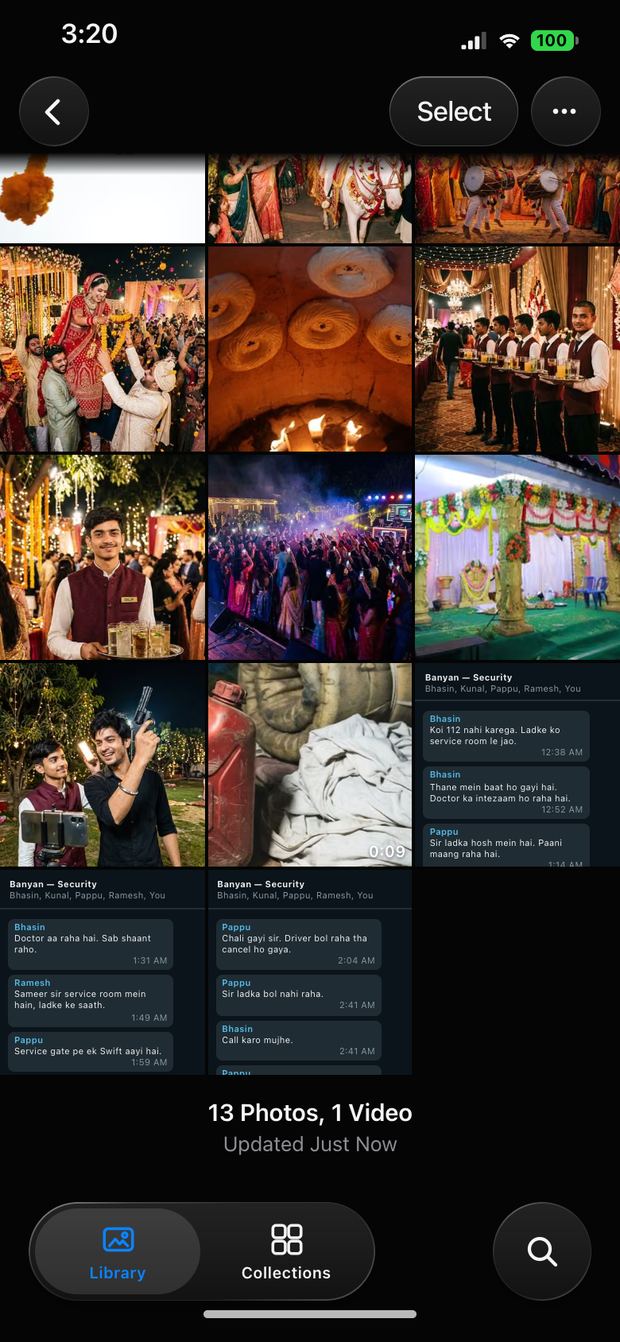 3:20
100
Select
Banyan — Security
Bhasin, Kunal, Pappu, Ramesh, You
Bhasin
Koi 112 nahi karega. Ladke ko
service room le jao.
12:38 AM
Bhasin
Thane mein baat ho gayi hai.
Doctor ka intezaam ho raha hai.
12:52 AM
Pappu
Sir ladka hosh mein hai. Paani
maang raha hai.
1:14 AM
0:09
Banyan — Security
Bhasin, Kunal, Pappu, Ramesh, You
Bhasin
Doctor aa raha hai. Sab shaant
raho.
1:31 AM
Ramesh
Sameer sir service room mein
hain, ladke ke saath.
1:49 AM
Pappu
Service gate pe ek Swift aayi hai.
1:59 AM
Banyan — Security
Bhasin, Kunal, Pappu, Ramesh, You
Pappu
Chali gayi sir. Driver bol raha tha
cancel ho gaya.
2:04 AM
Pappu
Sir ladka bol nahi raha.
2:41 AM
Bhasin
Call karo mujhe.
2:41 AM
Pappu
13 Photos, 1 Video
Updated Just Now
Library
Collections